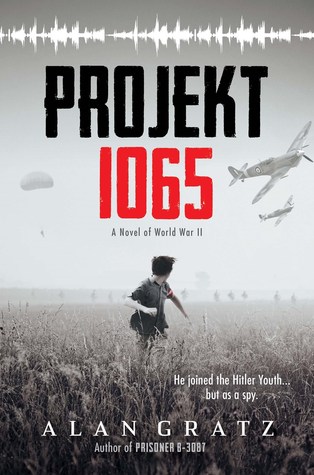 PROJEKT
1065
A Novel of World War II
He joined the Hitler Youth...
but as a spy.
ALAN GRATZ
Author of PRISONER B-3087